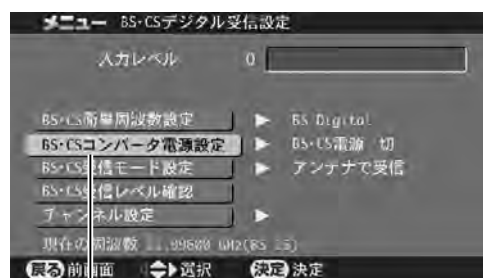 メニュー BS・CSデジタル受信設定
入力レベル 0
BS・CS衛星周波数設定 ▶ BS Digital
BS・CSコンバータ電源設定 ▶ BS・CS電源 切
BS・CS受信モード設定 ▶ アンテナで受信
BS・CS受信レベル確認
チャンネル設定 ▶
現在の周波数 11.99600 GHz(BS 15)
戻る 前画面 選択 決定 決定